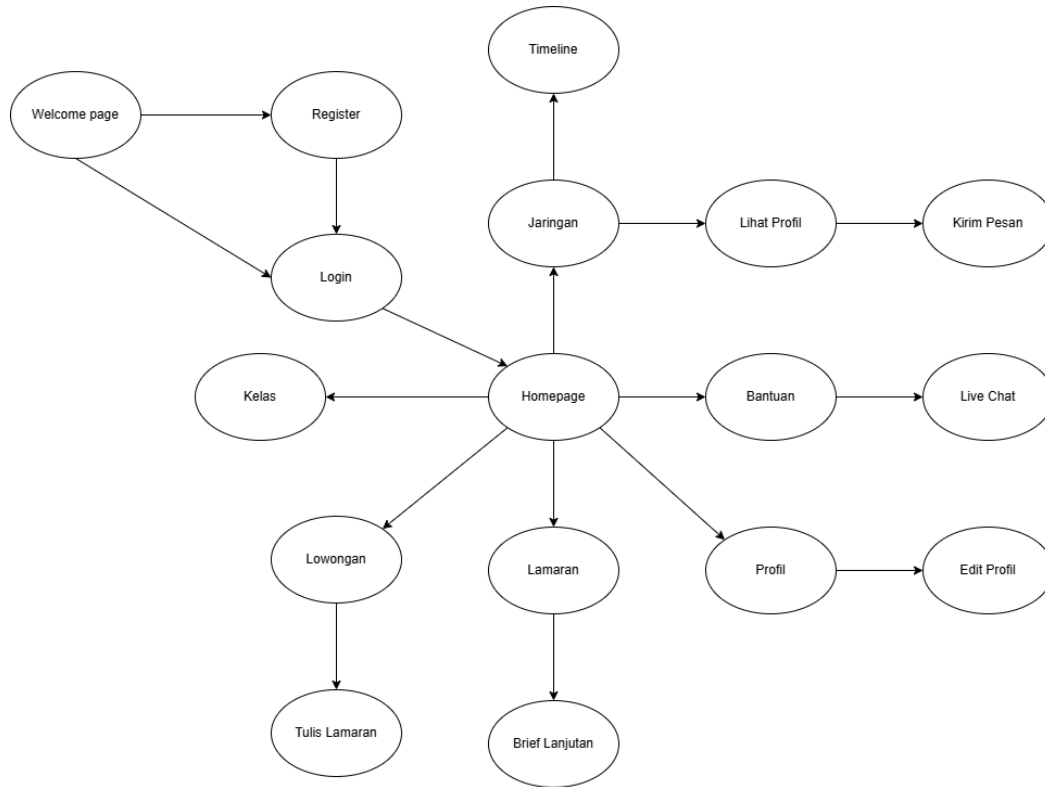 Timeline
Welcome page
Register
Jaringan
Lihat Profil
Kirim Pesan
Login
Kelas
Homepage
Bantuan
Live Chat
Lowongan
Lamaran
Profil
Edit Profil
Tulis Lamaran
Brief Lanjutan